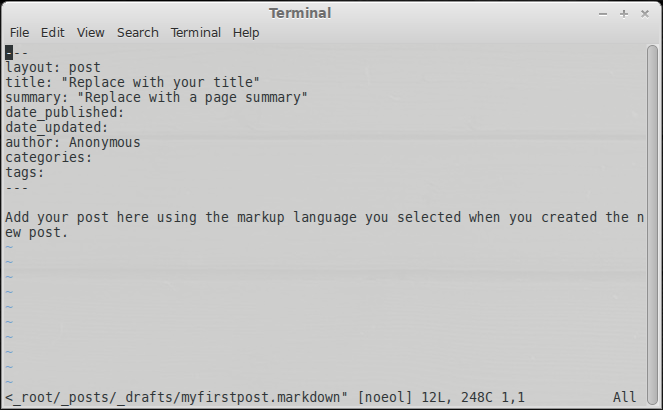 Terminal
File Edit View Search Terminal Help
---
layout: post
title: "Replace with your title"
summary: "Replace with a page summary"
date_published:
date_updated:
author: Anonymous
categories:
tags:
---
Add your post here using the markup language you selected when you created the n
ew post.
~
~
~
~
~
~
~
~
~
~
<_root/_posts/_drafts/myfirstpost.markdown" [noeol] 12L, 248C 1,1 All